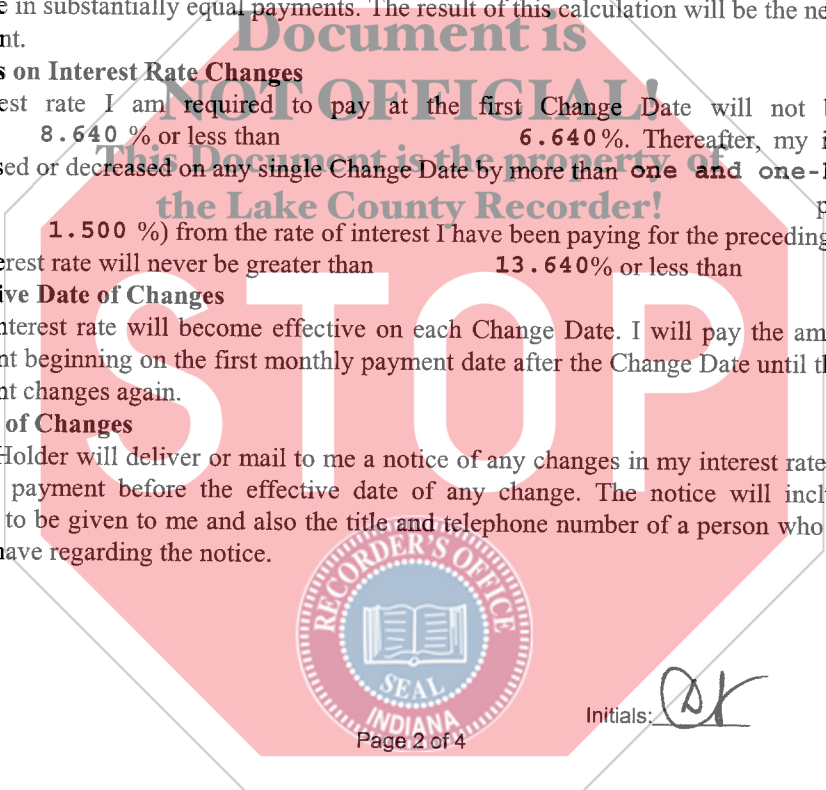 e in substantially equal payments. The result of this calculation will be the ne
nt.
Document is
s on Interest Rate Changes
NOT OFFICIAL!
est rate I am required to pay at the first Change Date will not b
8.640 % or less than 6.640%. Thereafter, my i
This Document is the property of
sed or decreased on any single Change Date by more than one and one-
the Lake County Recorder!
p
1.500 %) from the rate of interest I have been paying for the preceding
erest rate will never be greater than 13.640% or less than
ive Date of Changes
STOP
nterest rate will become effective on each Change Date. I will pay the am
nt beginning on the first monthly payment date after the Change Date until th
nt changes again.
of Changes
Holder will deliver or mail to me a notice of any changes in my interest rate
payment before the effective date of any change. The notice will incl
to be given to me and also the title and telephone number of a person who
have regarding the notice.
RECORDER'S OFFICE
SEAL
INDIANA
Initials:
Page 2 of 4